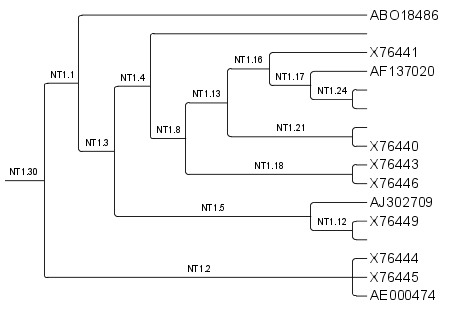 ABO18486
X76441
NT1.16
AF137020
NT1.1
NT1.4
NT1.17
NT1.24
NT1.13
NT1.21
NT1.8
NT1.3
X76440
NT1.18
X76443
NT1.30
X76446
AJ302709
NT1.5
NT1.12
X76449
X76444
NT1.2
X76445
AE000474